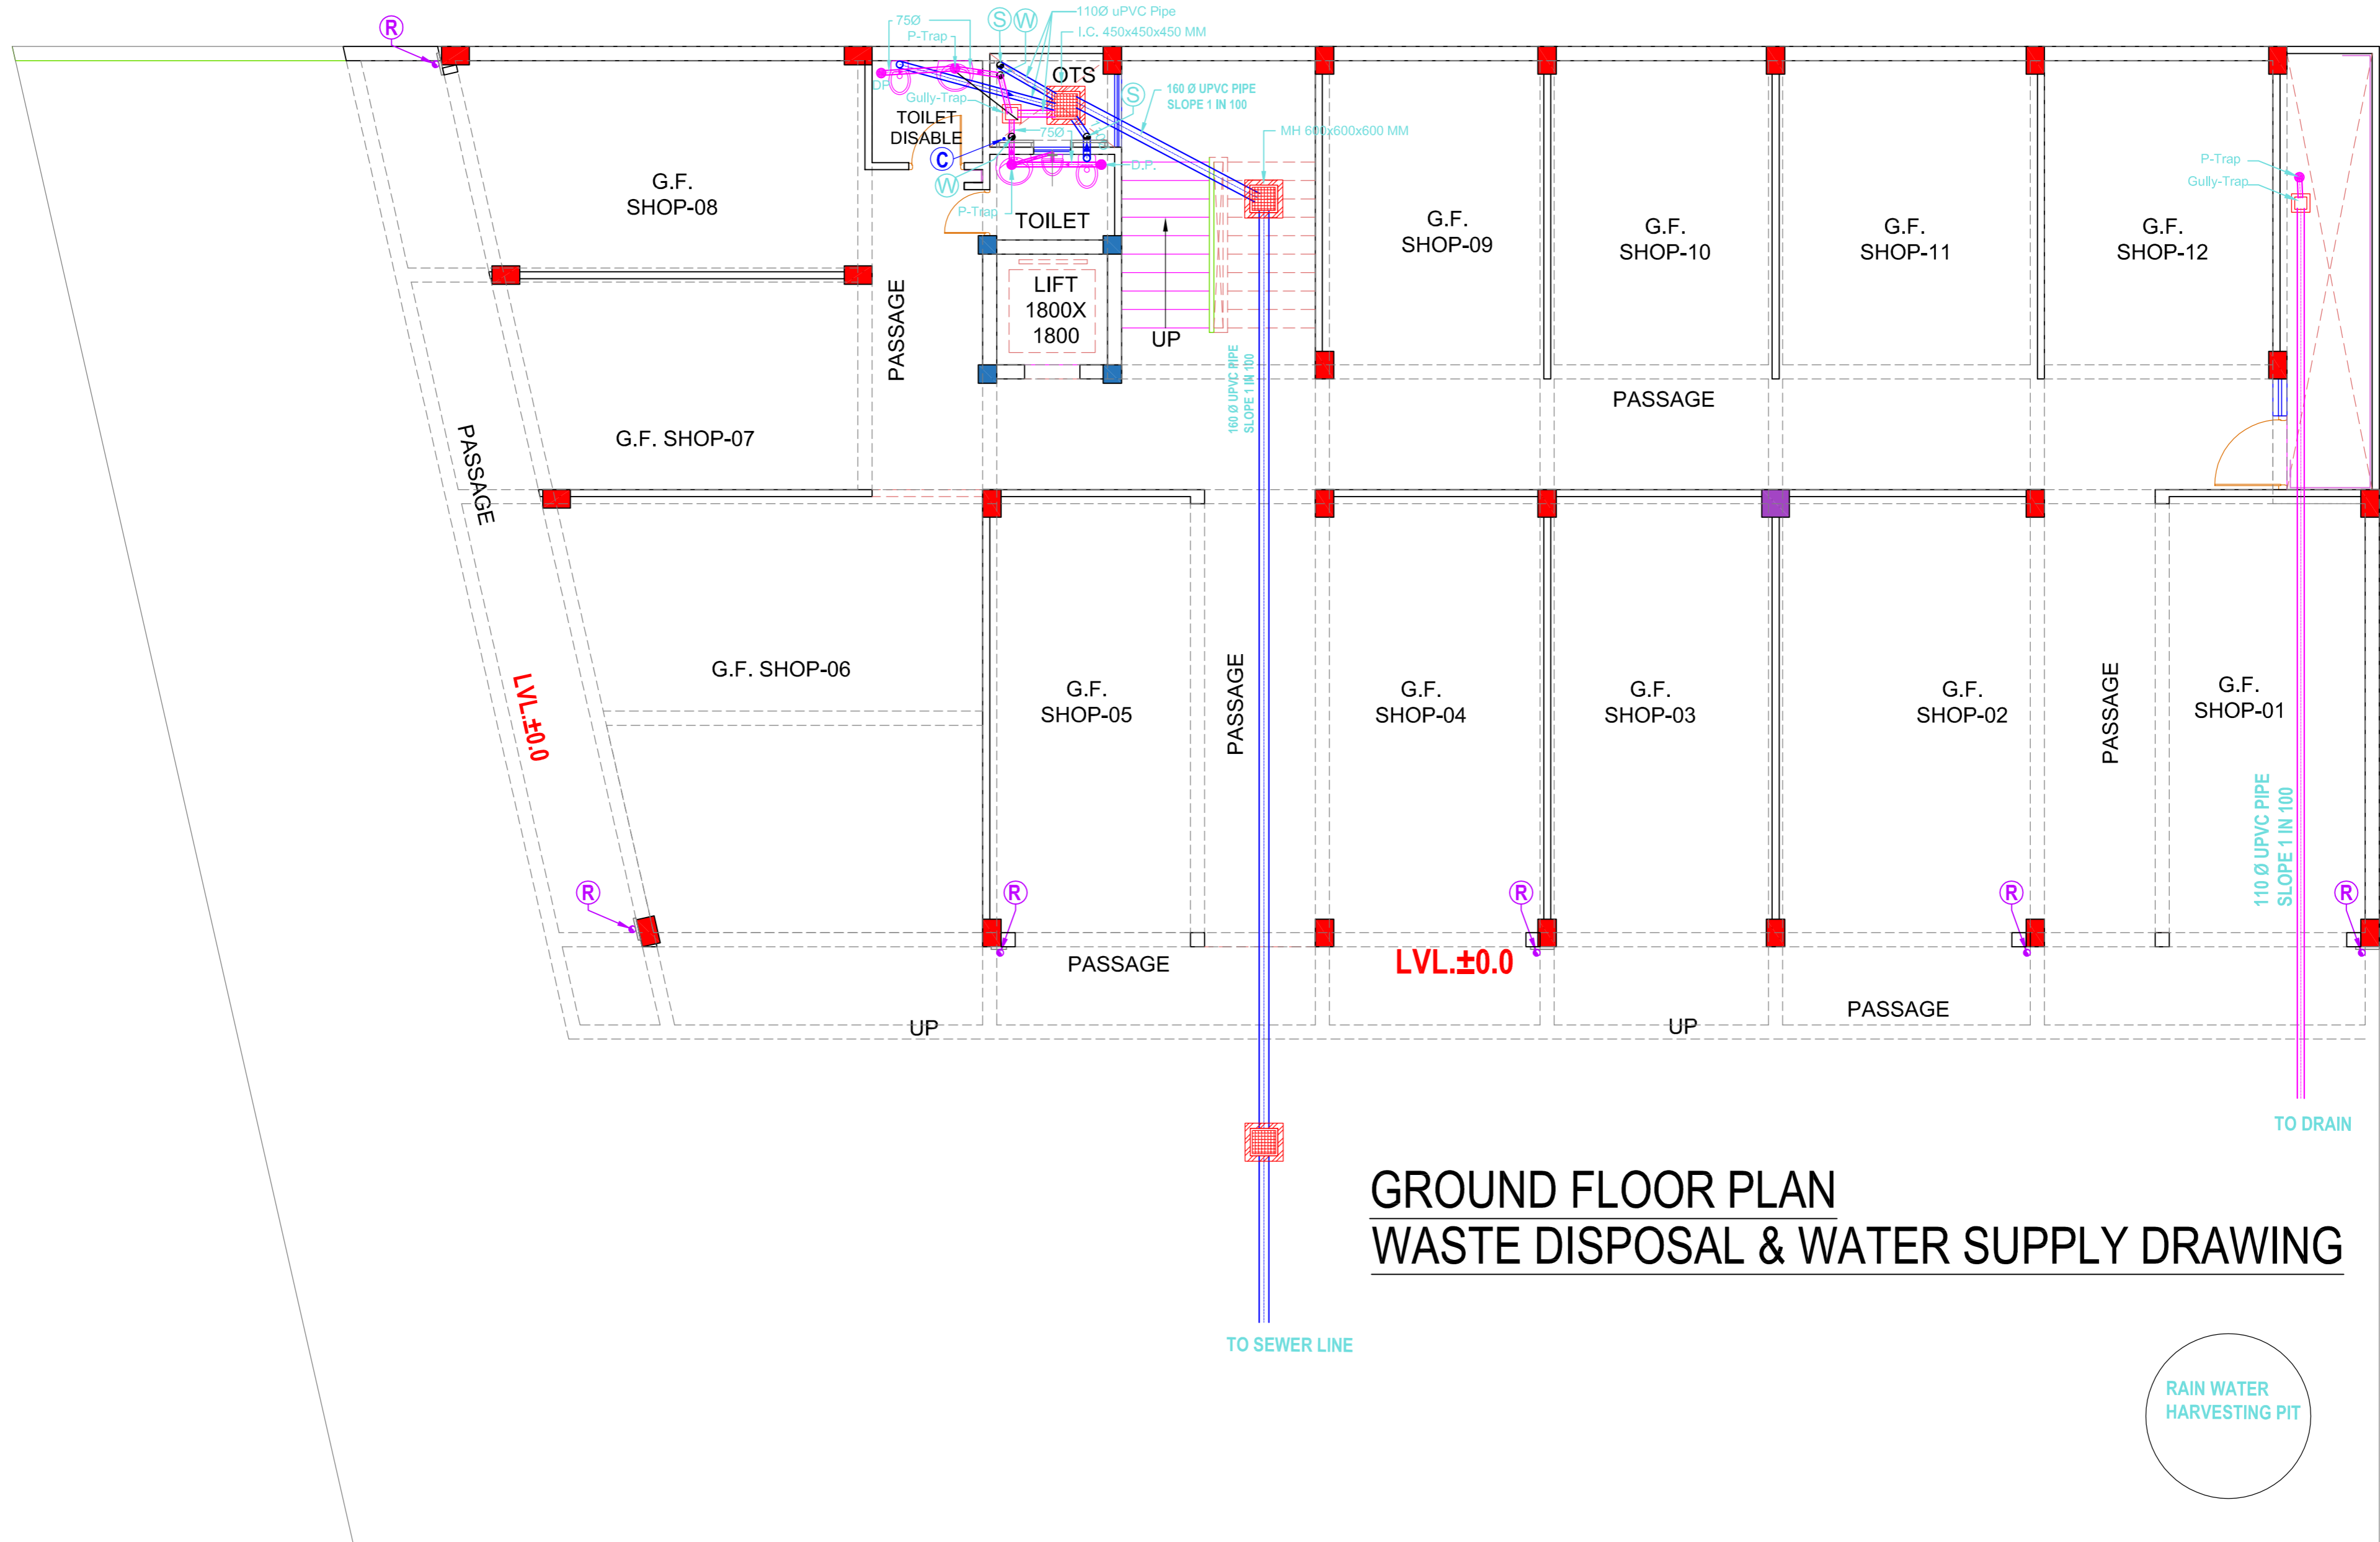 R
75Ø
P-Trap
S
W
110Ø uPVC Pipe
I.C. 450x450x450 MM
OTS
DP
Gully-Trap
TOILET
DISABLE
75Ø
S
160 Ø UPVC PIPE
SLOPE 1 IN 100
MH 600x600x600 MM
C
W
D.P.
P-Trap
TOILET
P-Trap
Gully-Trap
G.F.
SHOP-08
G.F.
SHOP-09
G.F.
SHOP-10
G.F.
SHOP-11
G.F.
SHOP-12
LIFT
1800X
1800
UP
PASSAGE
160 Ø UPVC PIPE
SLOPE 1 IN 100
PASSAGE
G.F. SHOP-07
PASSAGE
G.F. SHOP-06
LVL.±0.0
G.F.
SHOP-05
PASSAGE
G.F.
SHOP-04
G.F.
SHOP-03
G.F.
SHOP-02
PASSAGE
G.F.
SHOP-01
110 Ø UPVC PIPE
SLOPE 1 IN 100
R
R
R
R
R
PASSAGE
LVL.±0.0
UP
UP
PASSAGE
TO DRAIN
GROUND FLOOR PLAN
WASTE DISPOSAL & WATER SUPPLY DRAWING
TO SEWER LINE
RAIN WATER
HARVESTING PIT